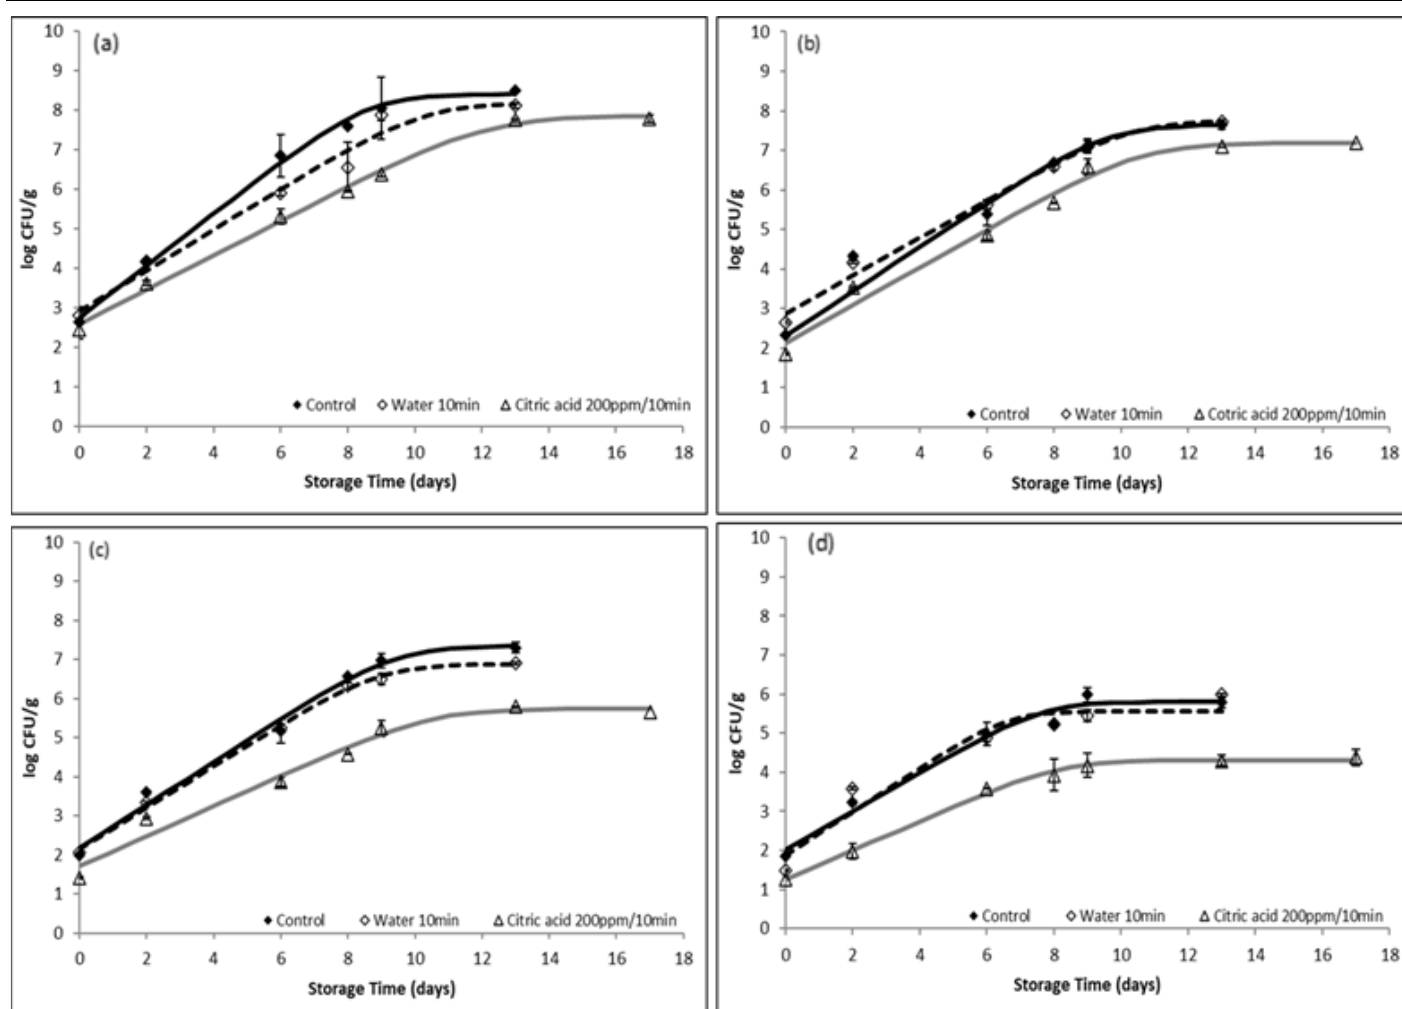 (a)
log CFU/g
10
9
8
7
6
5
4
3
2
1
0
Control Water 10min Citric acid 200ppm/10min
0 2 4 6 8 10 12 14 16 18
Storage Time (days)
(b)
log CFU/g
10
9
8
7
6
5
4
3
2
1
0
Control Water 10min Cotric acid 200ppm/10min
0 2 4 6 8 10 12 14 16 18
Storage Time (days)
(c)
log CFU/g
10
9
8
7
6
5
4
3
2
1
0
Control Water 10min Citric acid 200ppm/10min
0 2 4 6 8 10 12 14 16 18
Storage Time (days)
(d)
log CFU/g
10
9
8
7
6
5
4
3
2
1
0
Control Water 10min Citric acid 200ppm/10min
0 2 4 6 8 10 12 14 16 18
Storage Time (days)